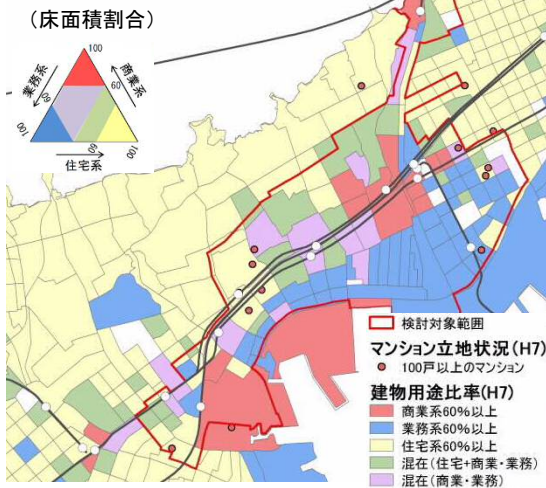 (床面積割合)
100
業務系
商業系
60
60
100
60
100
住宅系
検討対象範囲
マンション立地状況(H7)
100戸以上のマンション
建物用途比率(H7)
商業系60%以上
業務系60%以上
住宅系60%以上
混在(住宅+商業・業務)
混在(商業・業務)